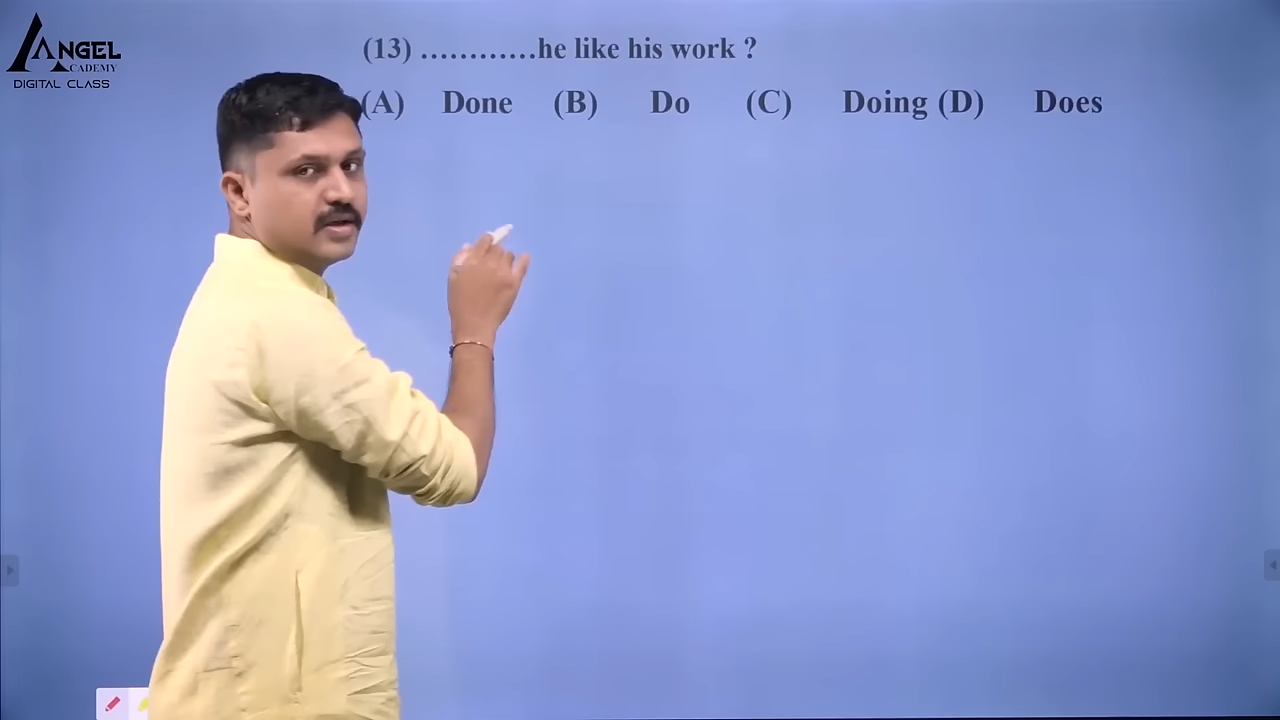 ANGEL
ACADEMY
DIGITAL CLASS
(13) ………….he like his work ?
(A) Done (B) Do (C) Doing (D) Does